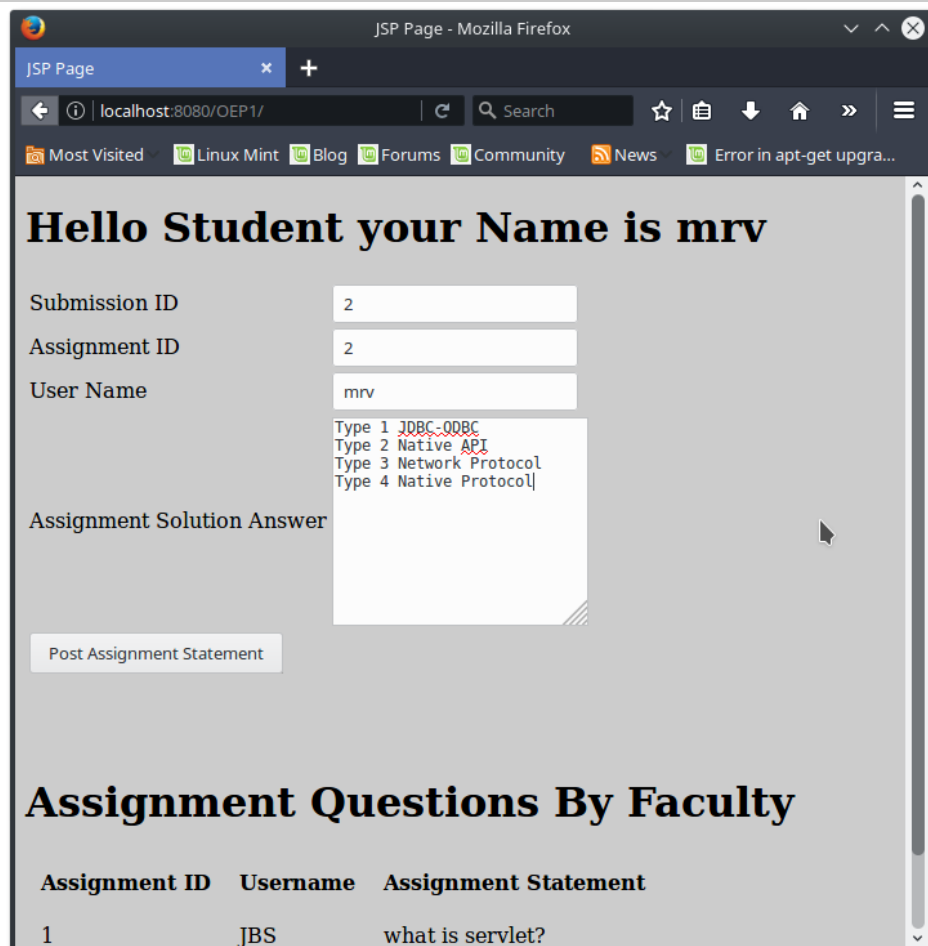 JSP Page - Mozilla Firefox
JSP Page
localhost:8080/OEP1/
Search
Most Visited Linux Mint Blog Forums Community News Error in apt-get upgra...
Hello Student your Name is mrv
Submission ID 2
Assignment ID 2
User Name mrv
Type 1 JDBC-ODBC
Type 2 Native API
Type 3 Network Protocol
Type 4 Native Protocol
Assignment Solution Answer
Post Assignment Statement
Assignment Questions By Faculty
Assignment ID Username Assignment Statement
1 JBS what is servlet?